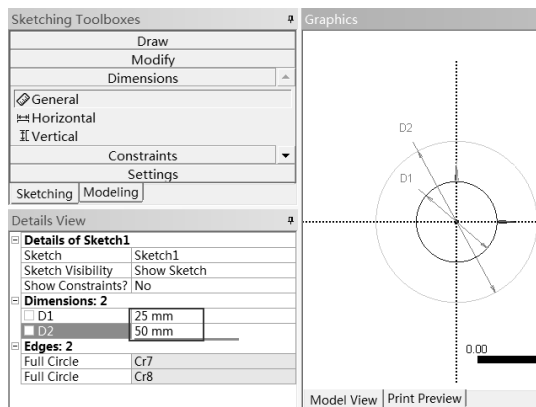 Sketching Toolboxes
Draw
Modify
Dimensions
General
Horizontal
Vertical
Constraints
Settings
Sketching Modeling
Details View
Details of Sketch1
Sketch Sketch1
Sketch Visibility Show Sketch
Show Constraints? No
Dimensions: 2
D1 25 mm
D2 50 mm
Edges: 2
Full Circle Cr7
Full Circle Cr8
Graphics
D2
D1
0.00
Model View Print Preview